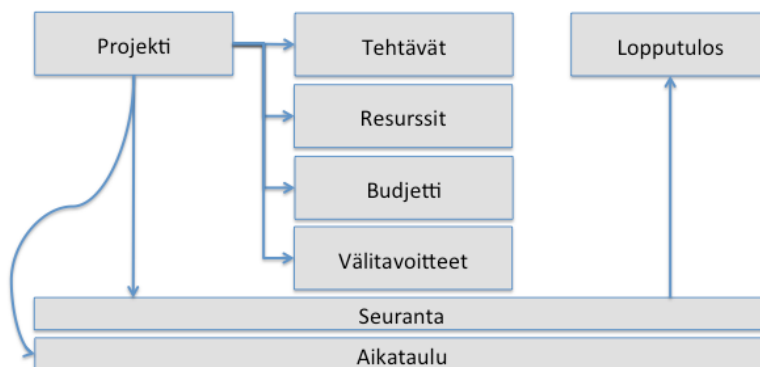 Projekti
Tehtävät
Lopputulos
Resurssit
Budjetti
Välitavoitteet
Seuranta
Aikataulu